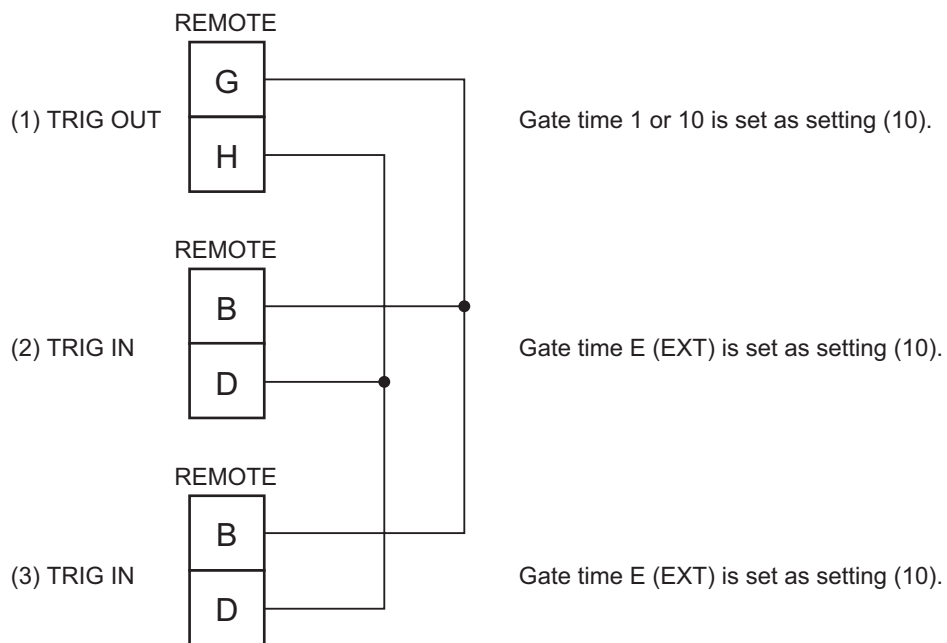 REMOTE
G
(1) TRIG OUT
Gate time 1 or 10 is set as setting (10).
H
REMOTE
B
(2) TRIG IN
Gate time E (EXT) is set as setting (10).
D
REMOTE
B
(3) TRIG IN
Gate time E (EXT) is set as setting (10).
D